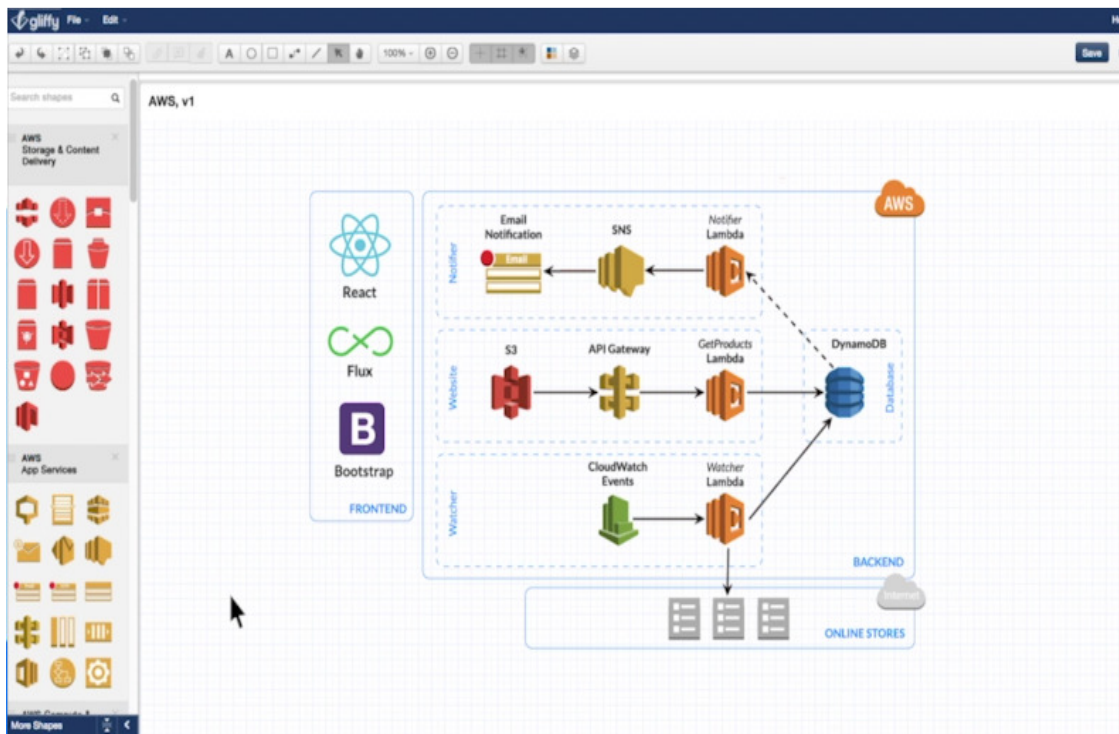 gliffy File Edit
100%
Save
Search shapes
AWS, v1
AWS
Storage & Content
Delivery
AWS
App Services
More Shapes
React
Flux
B
Bootstrap
FRONTEND
AWS
Notifier
Email
Notification
Email
SNS
Notifier
Lambda
Website
S3
API Gateway
GetProducts
Lambda
DynamoDB
Database
Watcher
CloudWatch
Events
Watcher
Lambda
BACKEND
Internet
ONLINE STORES